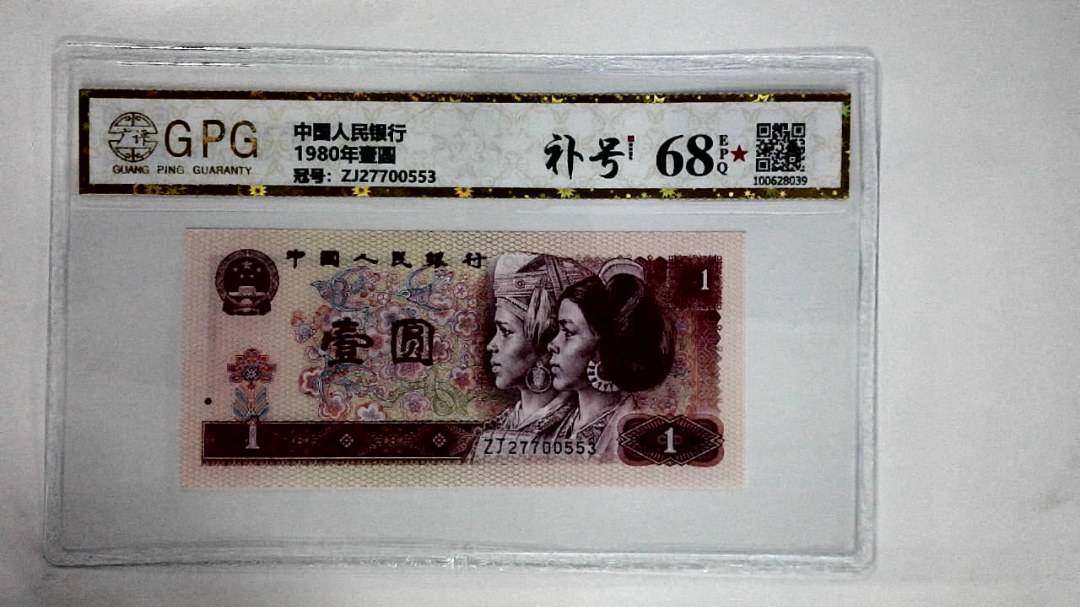 GPG
GUANG PING GUARANTY
中國人民银行
1980年壹圆
冠号：ZJ27700553
补号
68
EPQ
100628039
中国人民银行
1
壹圆
1
ZJ27700553
1